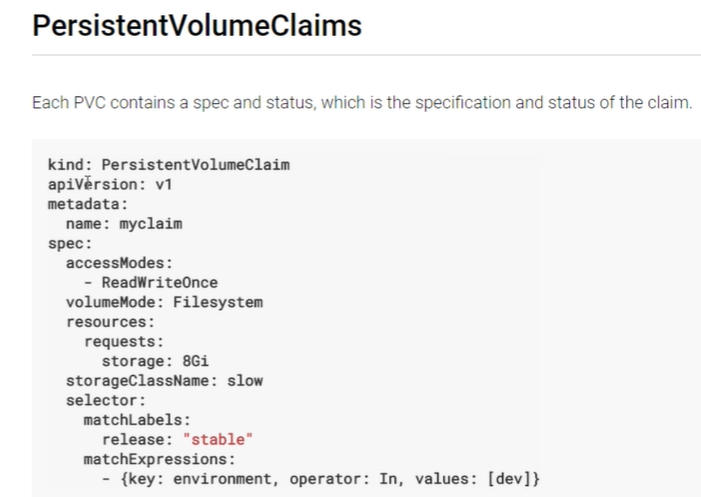 PersistentVolumeClaims
Each PVC contains a spec and status, which is the specification and status of the claim.
kind: PersistentVolumeClaim
apiVersion: v1
metadata:
  name: myclaim
spec:
  accessModes:
    - ReadWriteOnce
  volumeMode: Filesystem
  resources:
    requests:
      storage: 8Gi
  storageClassName: slow
  selector:
    matchLabels:
      release: "stable"
    matchExpressions:
      - {key: environment, operator: In, values: [dev]}